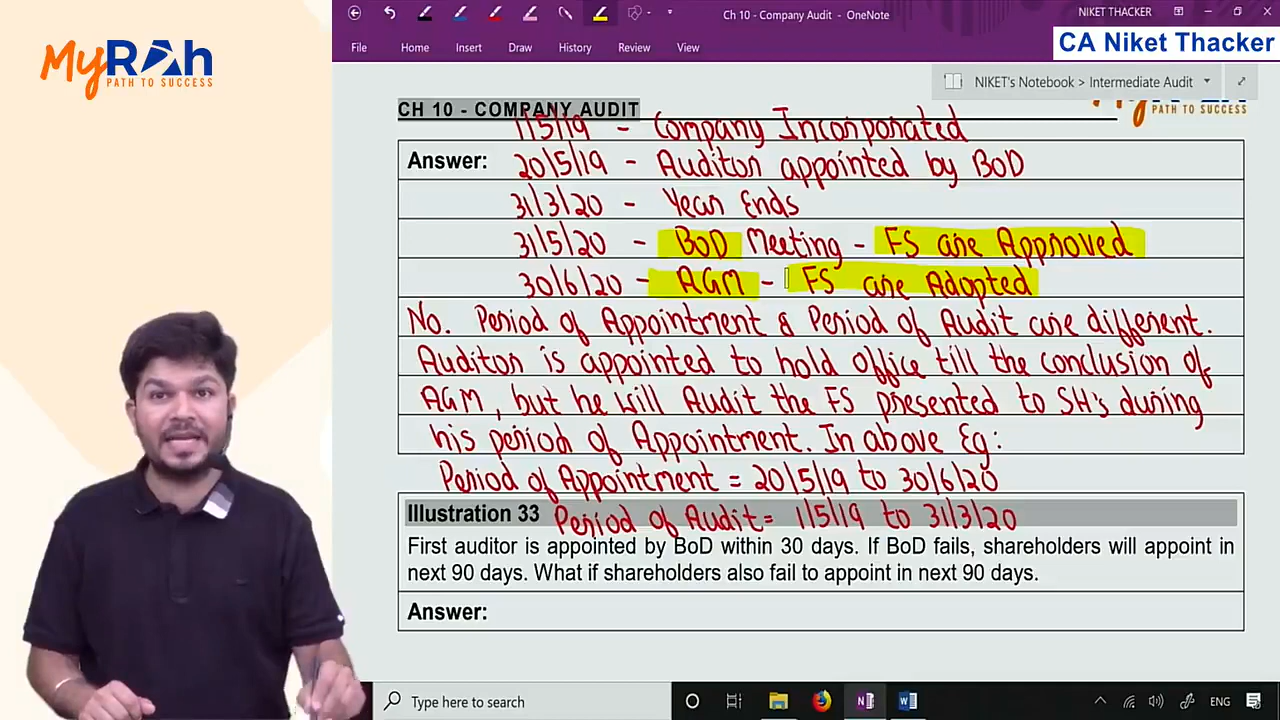 MyRAh
PATH TO SUCCESS
Ch 10 - Company Audit - OneNote
NIKET THACKER
File Home Insert Draw History Review View
CA Niket Thacker
NIKET's Notebook > Intermediate Audit
PATH TO SUCCESS
CH 10 - COMPANY AUDIT
1/5/19 - Company Incorporated
Answer: 20/5/19 - Auditor appointed by BoD
31/3/20 - Year Ends
31/5/20 - BoD Meeting - FS are Approved
30/6/20 - AGM - FS are Adopted
No. Period of Appointment & Period of Audit are different.
Auditor is appointed to hold office till the conclusion of
AGM, but he will Audit the FS presented to SH's during
his period of Appointment. In above Eg:
Period of Appointment = 20/5/19 to 30/6/20
Illustration 33 Period of Audit = 1/5/19 to 31/3/20
First auditor is appointed by BoD within 30 days. If BoD fails, shareholders will appoint in
next 90 days. What if shareholders also fail to appoint in next 90 days.
Answer:
Type here to search
ENG